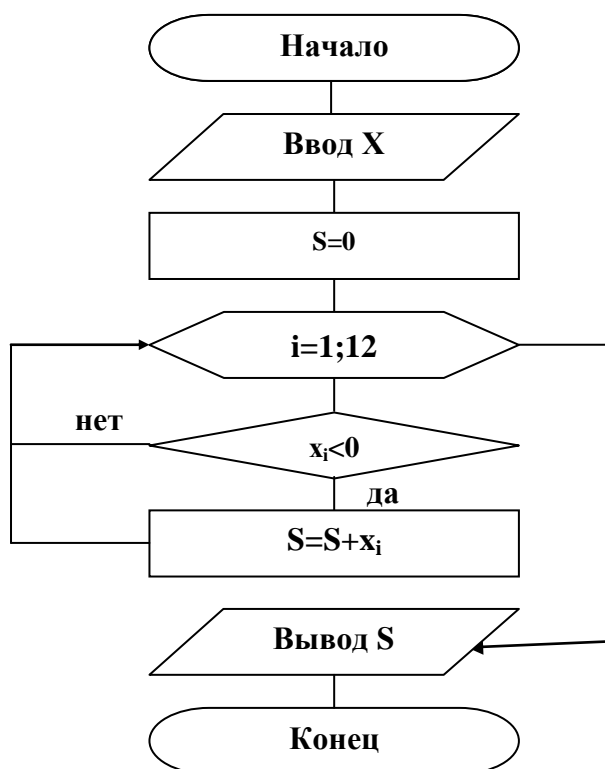 Начало
Ввод X
S=0
i=1;12
нет
xᵢ<0
да
S=S+xᵢ
Вывод S
Конец